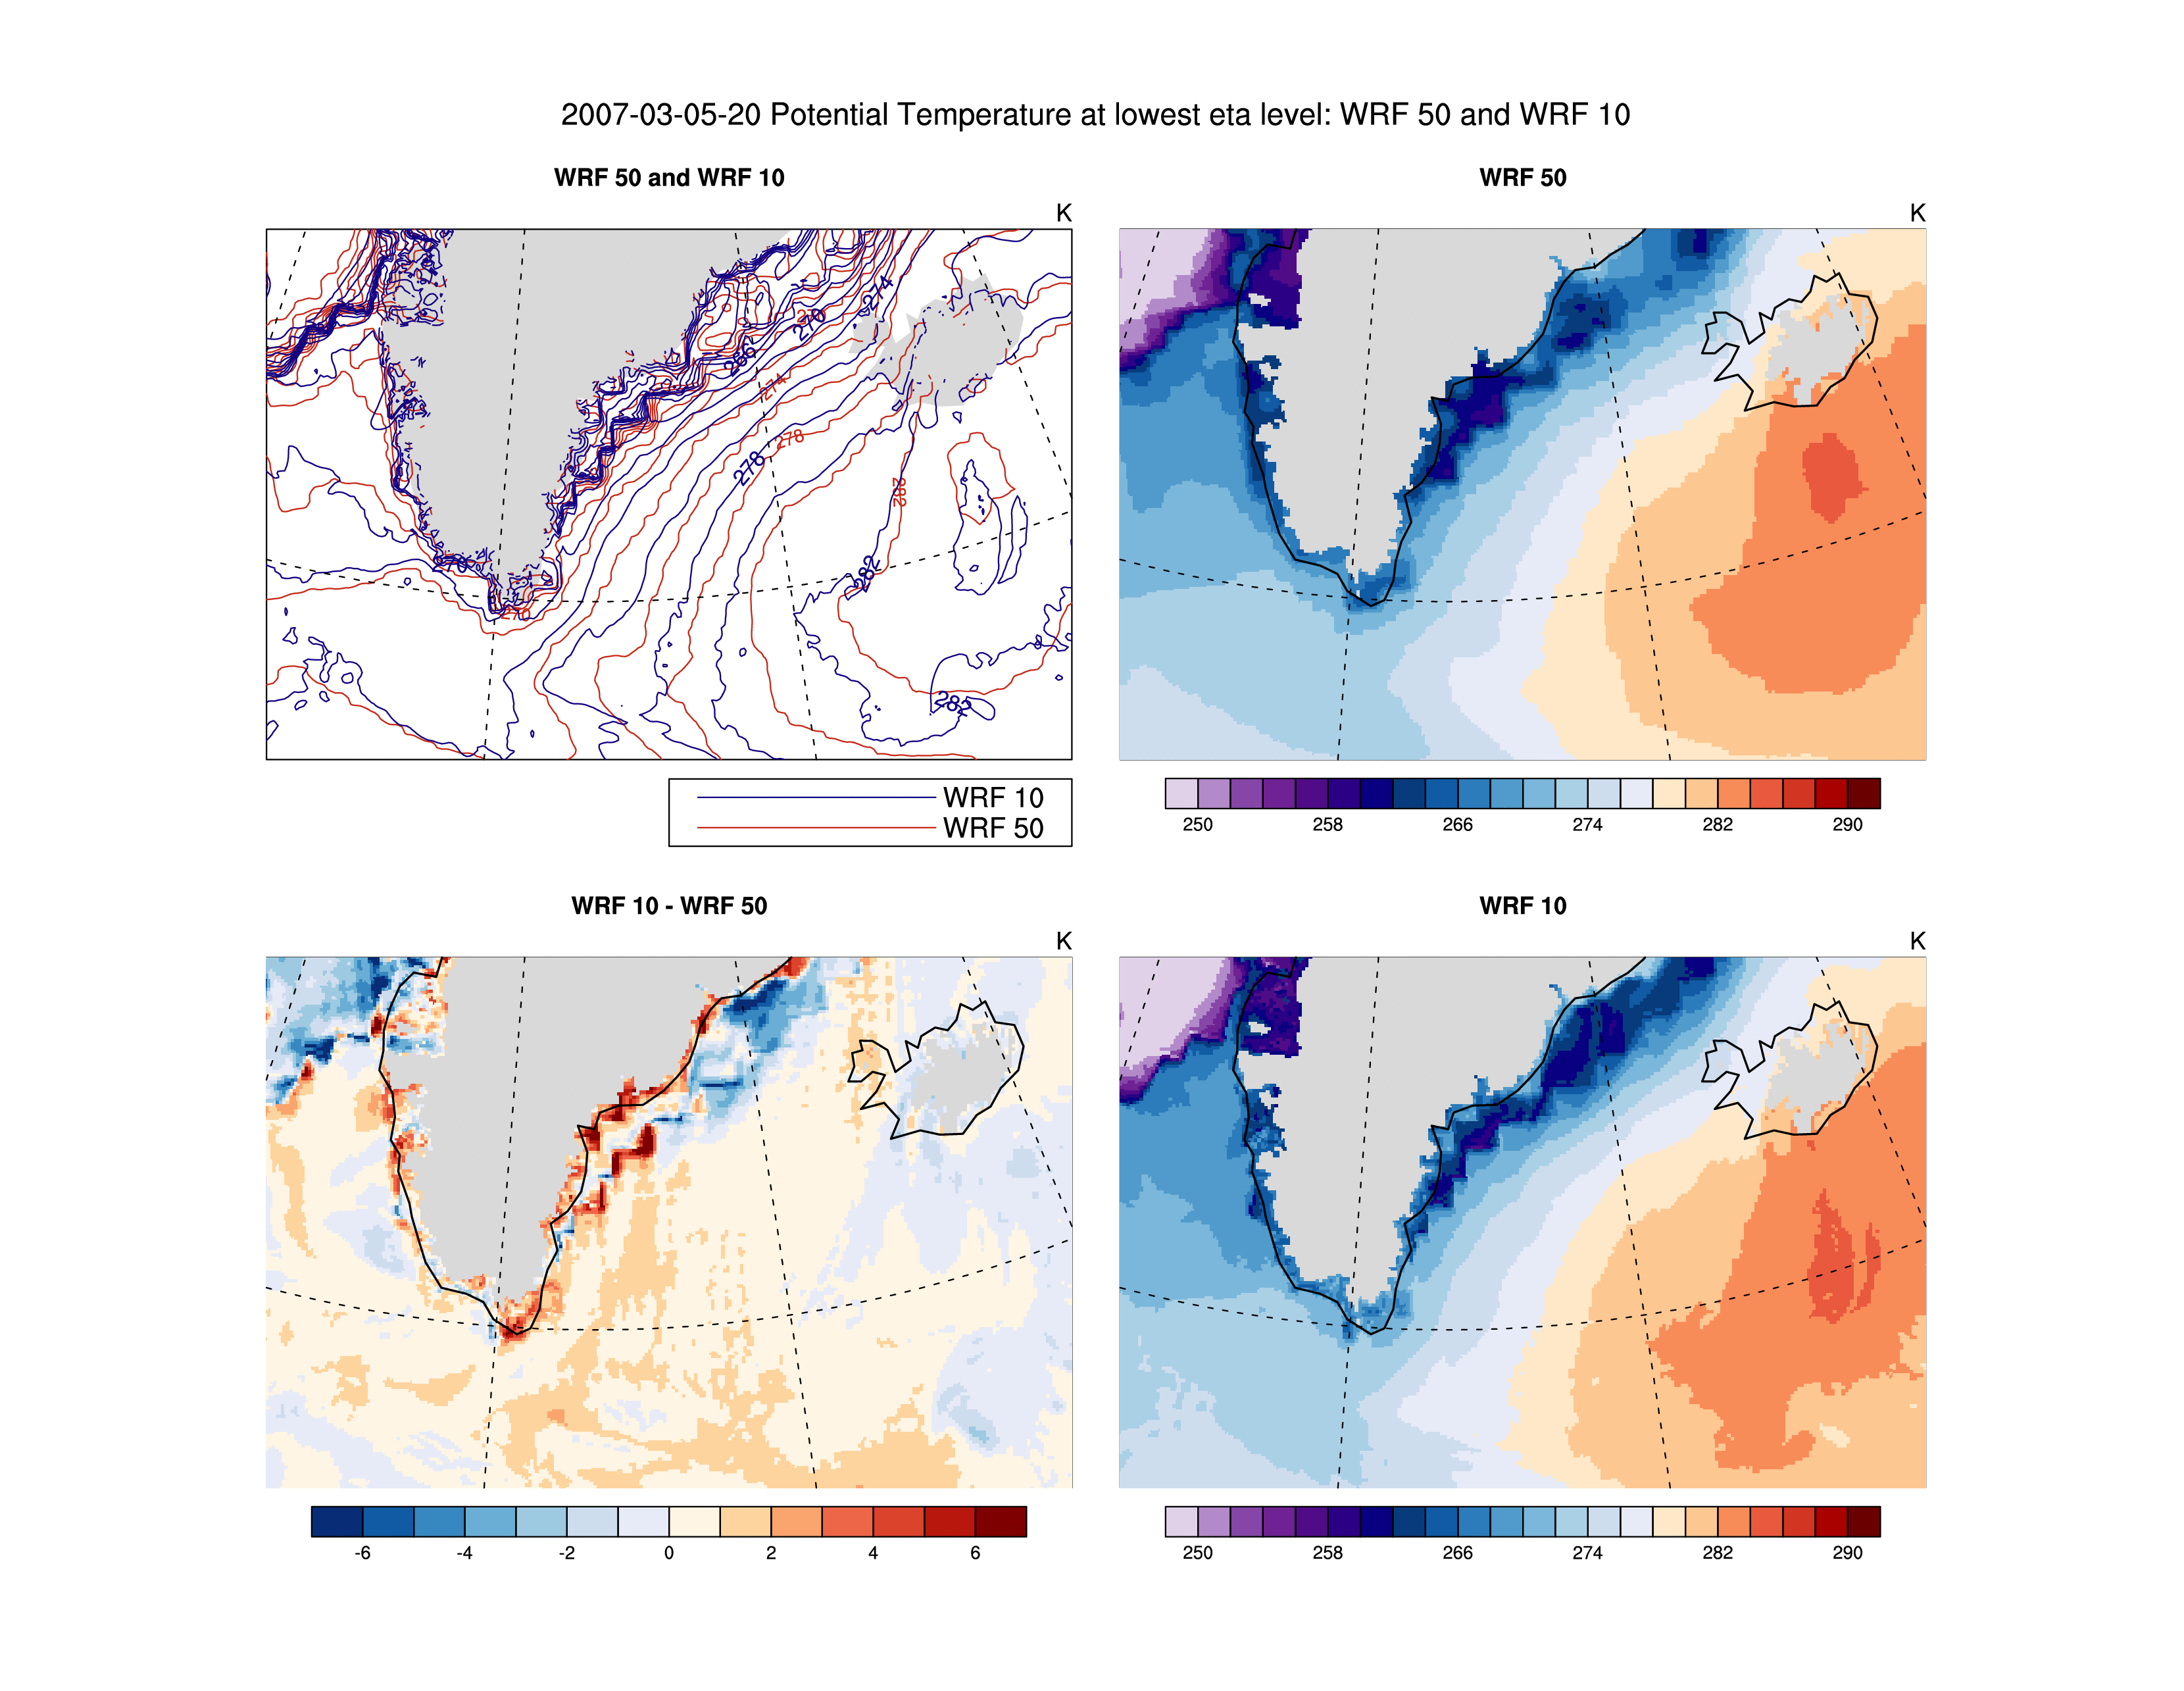 2007-03-05-20 Potential Temperature at lowest eta level: WRF 50 and WRF 10
WRF 50 and WRF 10
WRF 50
K
K
274
270
270
266
274
278
278
282
282
270
270
282
WRF 10
WRF 50
250 258 266 274 282 290
WRF 10 - WRF 50
WRF 10
K
K
-6 -4 -2 0 2 4 6
250 258 266 274 282 290